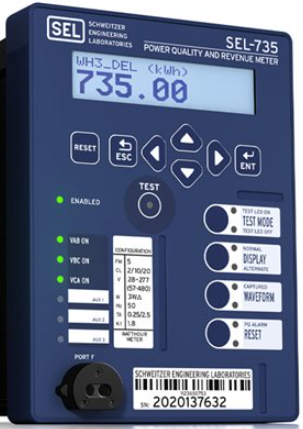 SEL SCHWEITZER
ENGINEERING
LABORATORIES
SEL-735
POWER QUALITY AND REVENUE METER
WH3_DEL (kWh)
735.00
RESET
ESC
ENT
TEST
ENABLED
TEST LED ON
TEST MODE
TEST LED OFF
VAB ON
VBC ON
VCA ON
AUX 1
AUX 2
AUX 3
CONFIGURATION
FM 5
CL 2/10/20
V 28-277
(57-480)
W 3WΔ
Hz 50
TA 0.25/2.5
Kt 1.8
WATTHOUR
METER
NORMAL
DISPLAY
ALTERNATE
CAPTURED
WAVEFORM
PQ ALARM
RESET
PORT F
SCHWEITZER ENGINEERING LABORATORIES
SN: 2020137632